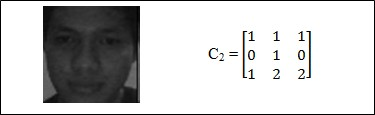 C₂ =
1 1 1
0 1 0
1 2 2